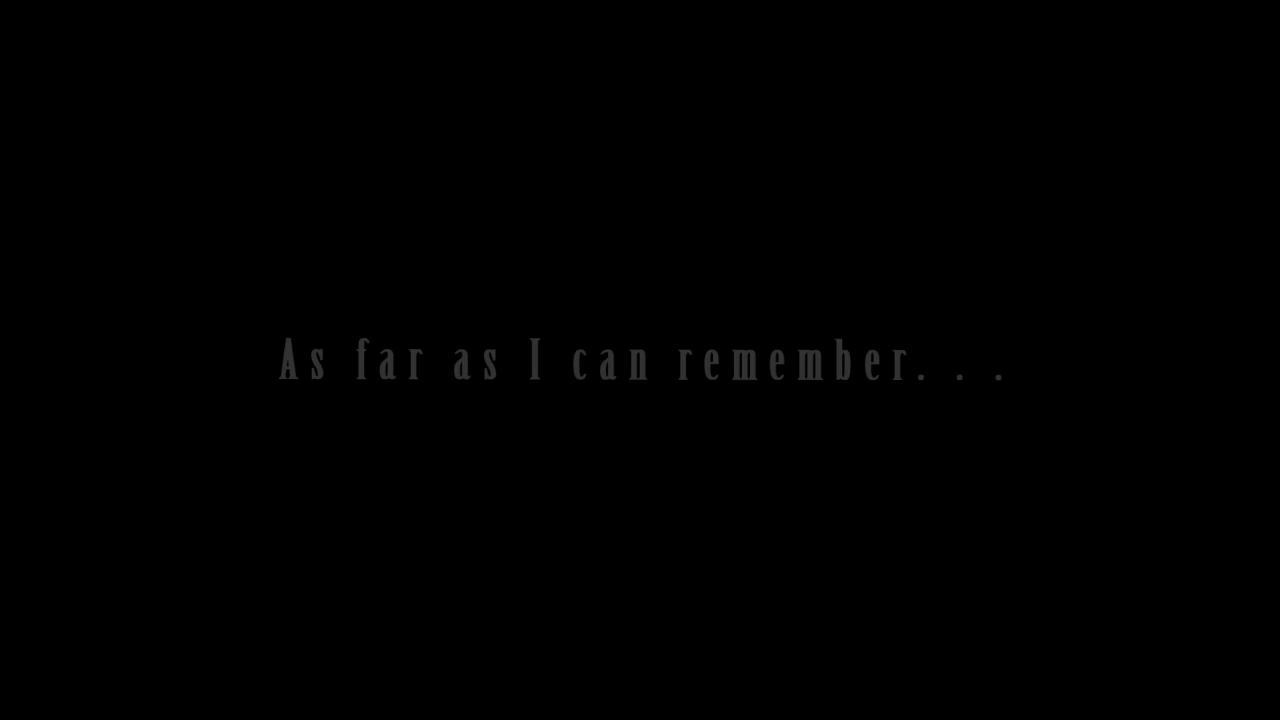 As far as I can remember. . .